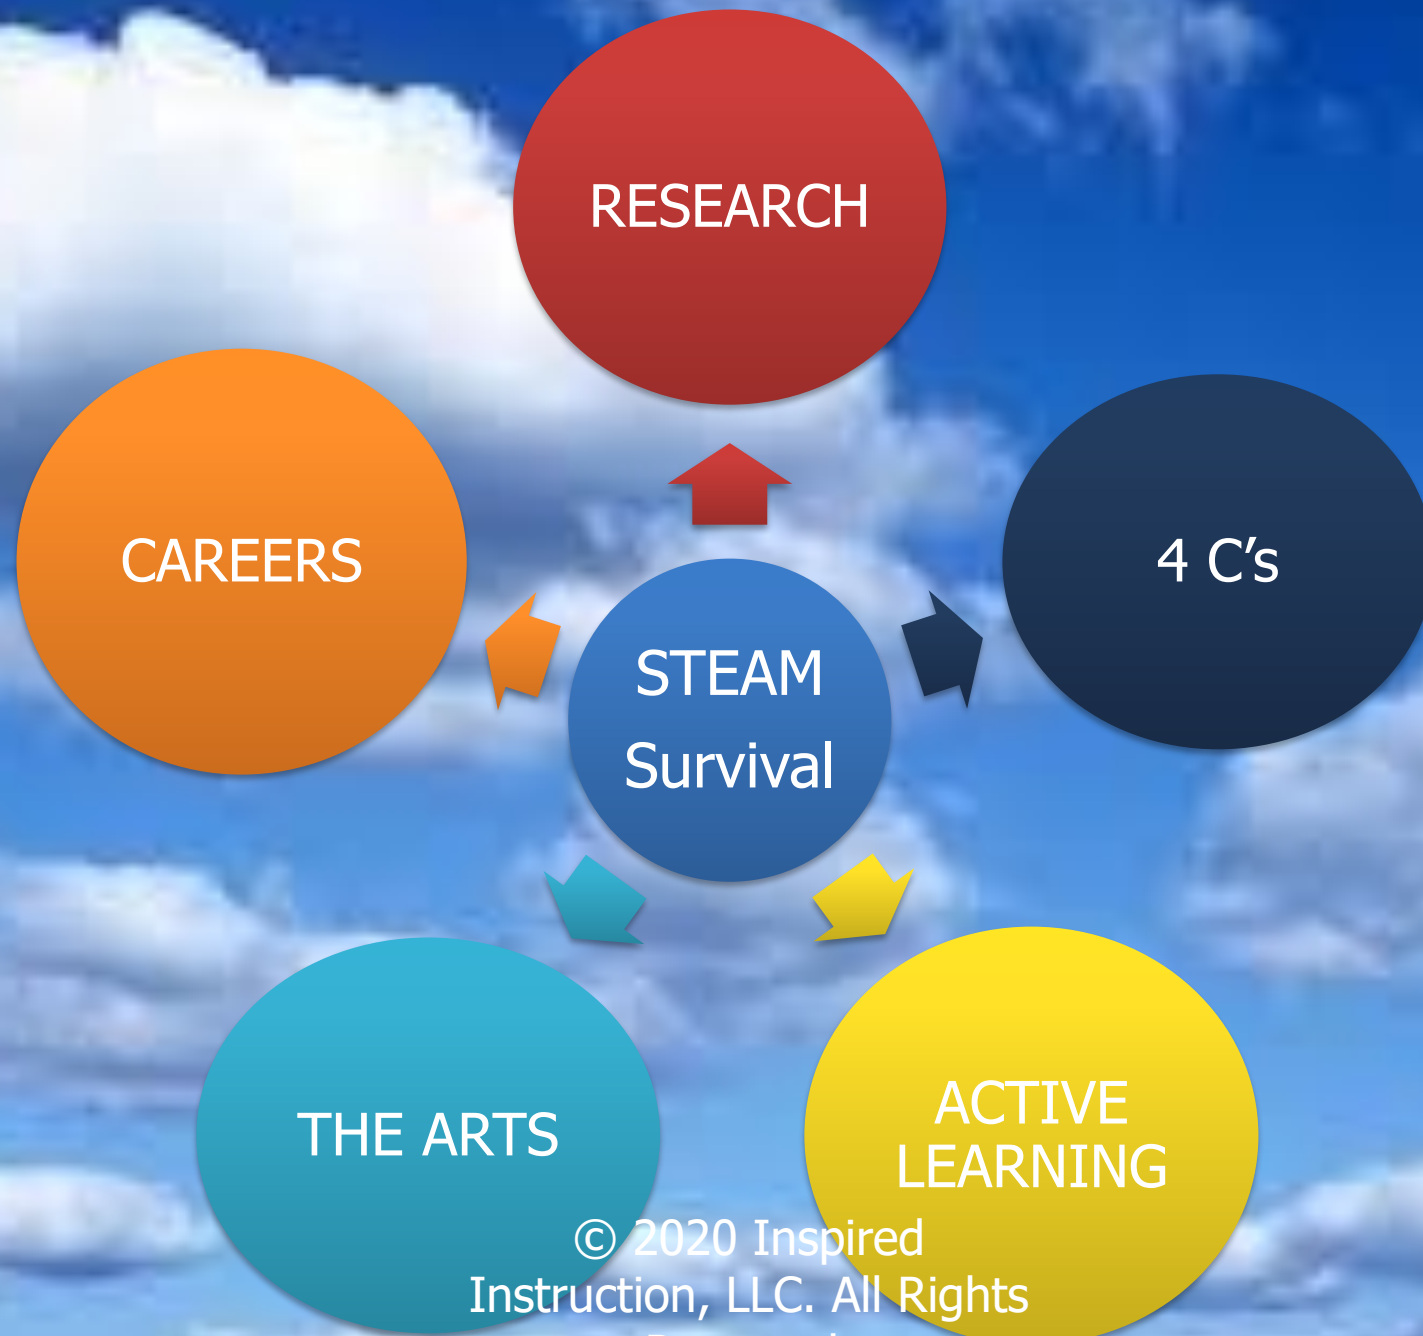 RESEARCH
CAREERS
4 C’s
STEAM
Survival
THE ARTS
ACTIVE
LEARNING
© 2020 Inspired
Instruction, LLC. All Rights